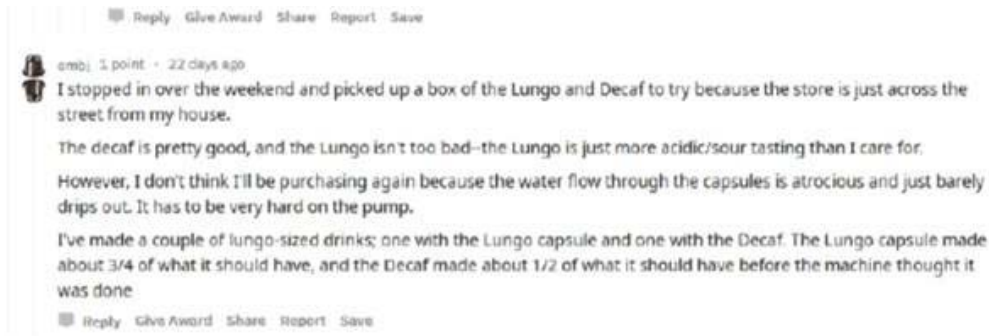 Reply Give Award Share Report Save
1 point · 22 days ago
I stopped in over the weekend and picked up a box of the Lungo and Decaf to try because the store is just across the
street from my house.
The decaf is pretty good, and the Lungo isn't too bad--the Lungo is just more acidic/sour tasting than I care for.
However, I don't think I'll be purchasing again because the water flow through the capsules is atrocious and just barely
drips out. It has to be very hard on the pump.
I've made a couple of lungo-sized drinks; one with the Lungo capsule and one with the Decaf. The Lungo capsule made
about 3/4 of what it should have, and the Decaf made about 1/2 of what it should have before the machine thought it
was done
Reply Give Award Share Report Save